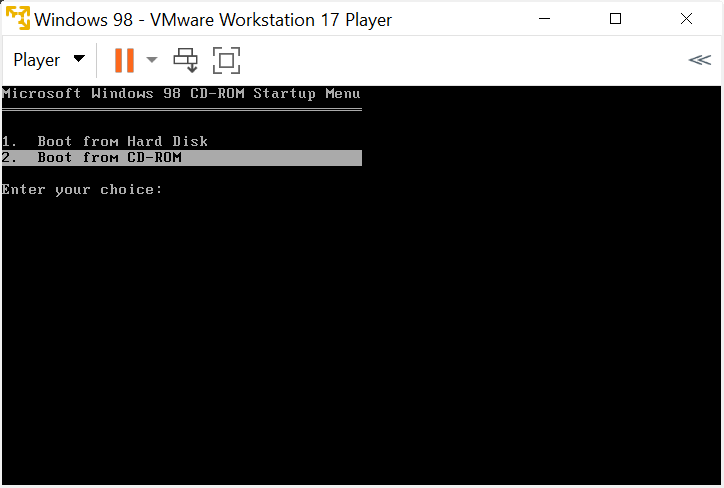 Windows 98 - VMware Workstation 17 Player
Player
Microsoft Windows 98 CD-ROM Startup Menu
1. Boot from Hard Disk
2. Boot from CD-ROM
Enter your choice: